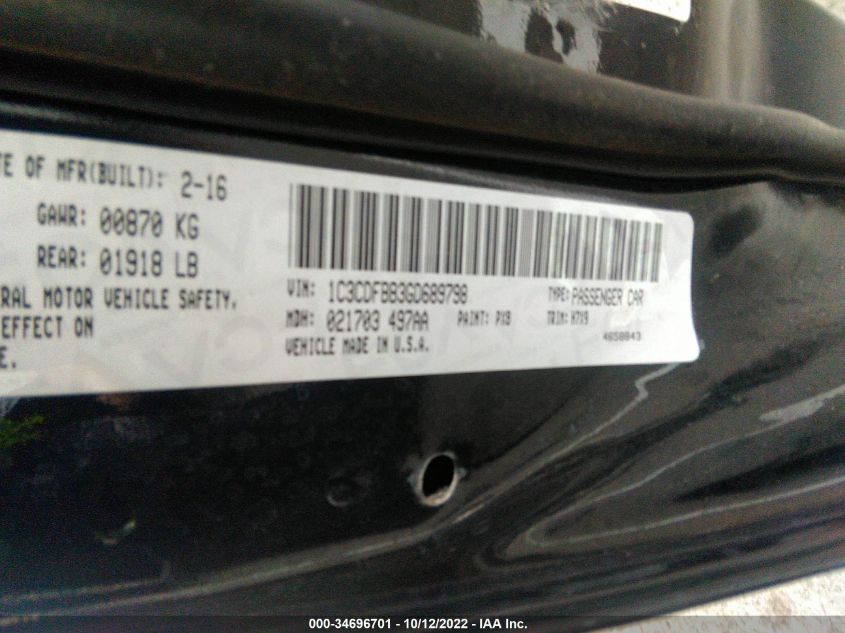 TE OF MFR(BUILT): 2-16
GAWR: 00870 KG
REAR: 01918 LB
ERAL MOTOR VEHICLE SAFETY,
EFFECT ON
E.
VIN: 1C3CDFBB3GD689798
MDH: 021703 497AA
VEHICLE MADE IN U.S.A.
PAINT: PX8
TYPE: PASSENGER CAR
TRIM: H7X9
4658843
000-34696701 - 10/12/2022 - IAA Inc.